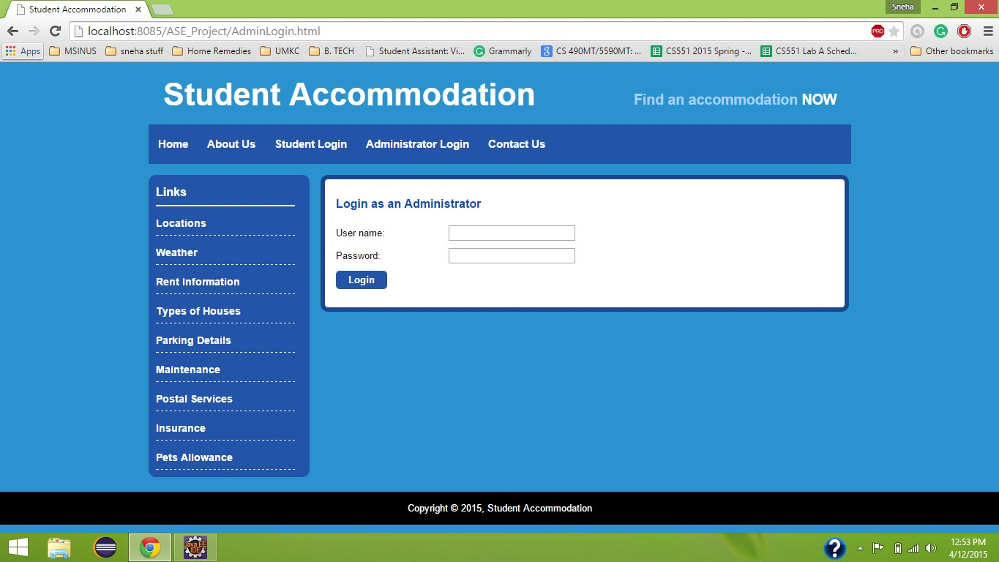 Student Accommodation
Sneha
localhost:8085/ASE_Project/AdminLogin.html
PRO
Apps MSINUS sneha stuff Home Remedies UMKC B. TECH Student Assistant: Vi... Grammarly CS 490MT/5590MT: ... CS551 2015 Spring -... CS551 Lab A Sched... » Other bookmarks
Student Accommodation
Find an accommodation NOW
Home About Us Student Login Administrator Login Contact Us
Links
Locations
Weather
Rent Information
Types of Houses
Parking Details
Maintenance
Postal Services
Insurance
Pets Allowance
Login as an Administrator
User name:
Password:
Login
Copyright © 2015, Student Accommodation
Java EE
IDE
?
12:53 PM
4/12/2015